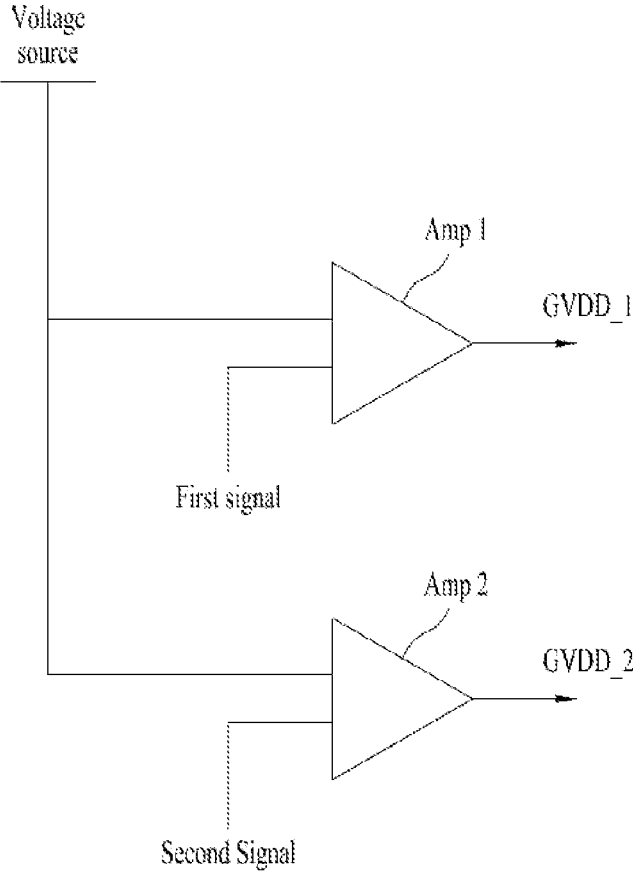 Voltage
source
Amp 1
GVDD_1
First signal
Amp 2
GVDD_2
Second Signal